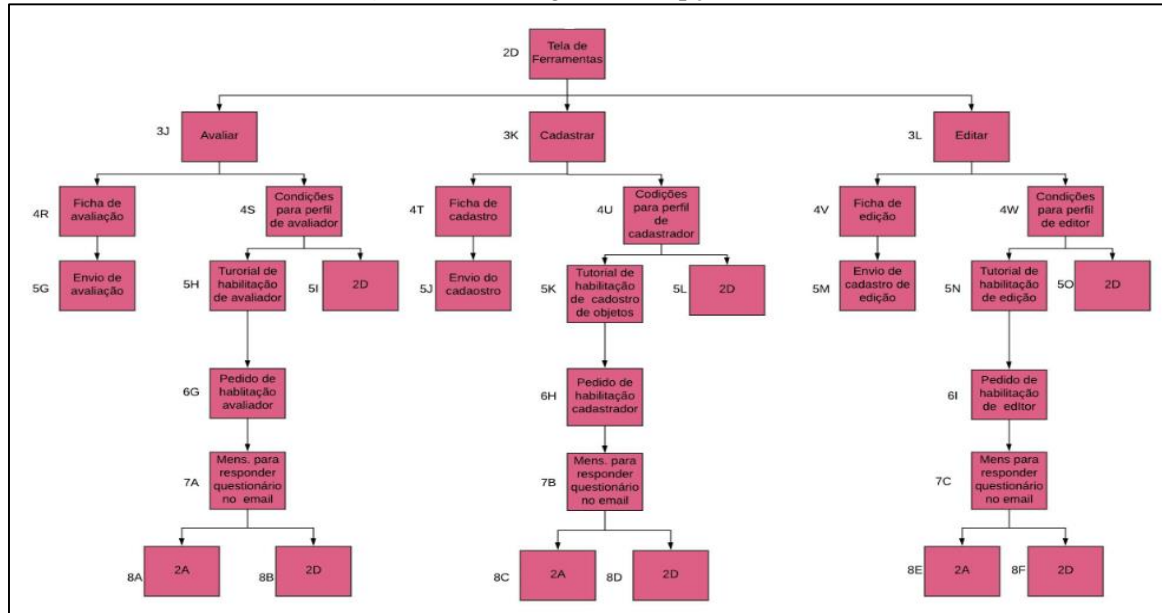 2D
Tela de
Ferramentas
3J
Avaliar
3K
Cadastrar
3L
Editar
4R
Ficha de
avaliação
4S
Condições
para perfil
de avaliador
4T
Ficha de
cadastro
4U
Codições
para perfil
de
cadastrador
4V
Ficha de
edição
4W
Condições
para perfil
de editor
5G
Envio de
avaliação
5H
Turorial de
habilitação
de avaliador
5I
2D
5J
Envio do
cadaostro
5K
Tutorial de
habilitação
de cadostro
de objetos
5L
2D
5M
Envio de
cadastro de
edição
5N
Tutorial de
habilitação
de edição
5O
2D
6G
Pedido de
hablitação
avaliador
6H
Pedido de
habilitação
cadastrador
6I
Pedido de
habilitação
de edItor
7A
Mens. para
responder
questionário
no email
7B
Mens. para
responder
questionário
no email
7C
Mens para
responder
questionário
no email
8A
2A
8B
2D
8C
2A
8D
2D
8E
2A
8F
2D